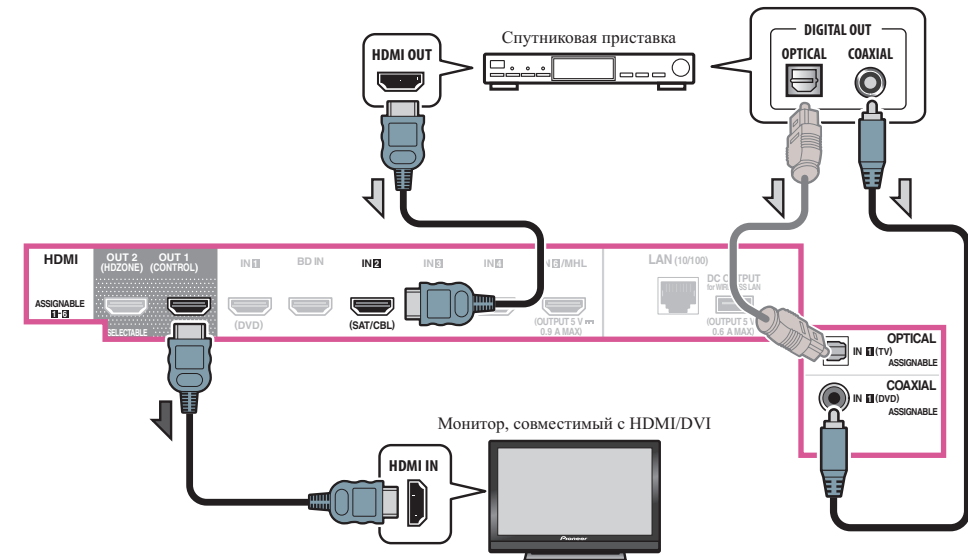 Спутниковая приставка
HDMI OUT
DIGITAL OUT
OPTICAL COAXIAL
HDMI
OUT 2
(HDZONE)
OUT 1
(CONTROL)
IN 1
BD IN
IN 2
IN 3
IN 4
IN 6/MHL
LAN (10/100)
DC OUTPUT
for WIRELESS LAN
ASSIGNABLE
1-6
SELECTABLE
(DVD)
(SAT/CBL)
(OUTPUT 5 V
0.9 A MAX)
(OUTPUT 5 V
0.6 A MAX)
OPTICAL
IN 1 (TV)
ASSIGNABLE
COAXIAL
IN 1 (DVD)
ASSIGNABLE
Монитор, совместимый с HDMI/DVI
HDMI IN
Pioneer